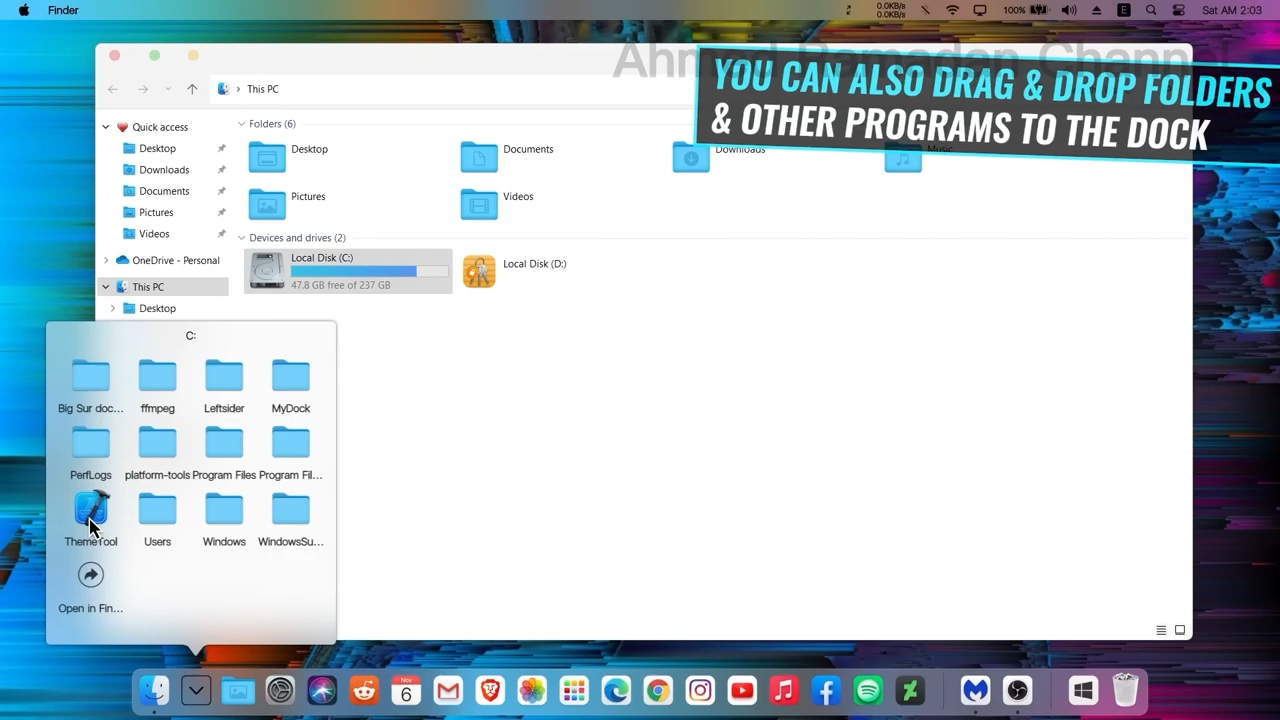 Finder
0.0KB/s
0.0KB/s
100%
E
Sat AM 2:03
YOU CAN ALSO DRAG & DROP FOLDERS
& OTHER PROGRAMS TO THE DOCK
This PC
Quick access
Desktop
Downloads
Documents
Pictures
Videos
OneDrive - Personal
This PC
Desktop
Folders (6)
Desktop
Documents
Downloads
Music
Pictures
Videos
Devices and drives (2)
Local Disk (C:)
47.8 GB free of 237 GB
Local Disk (D:)
C:
Big Sur doc...
ffmpeg
Leftsider
MyDock
PerfLogs
platform-tools
Program Files
Program Fil...
ThemeTool
Users
Windows
WindowsSu...
Open in Fin...
Nov
6